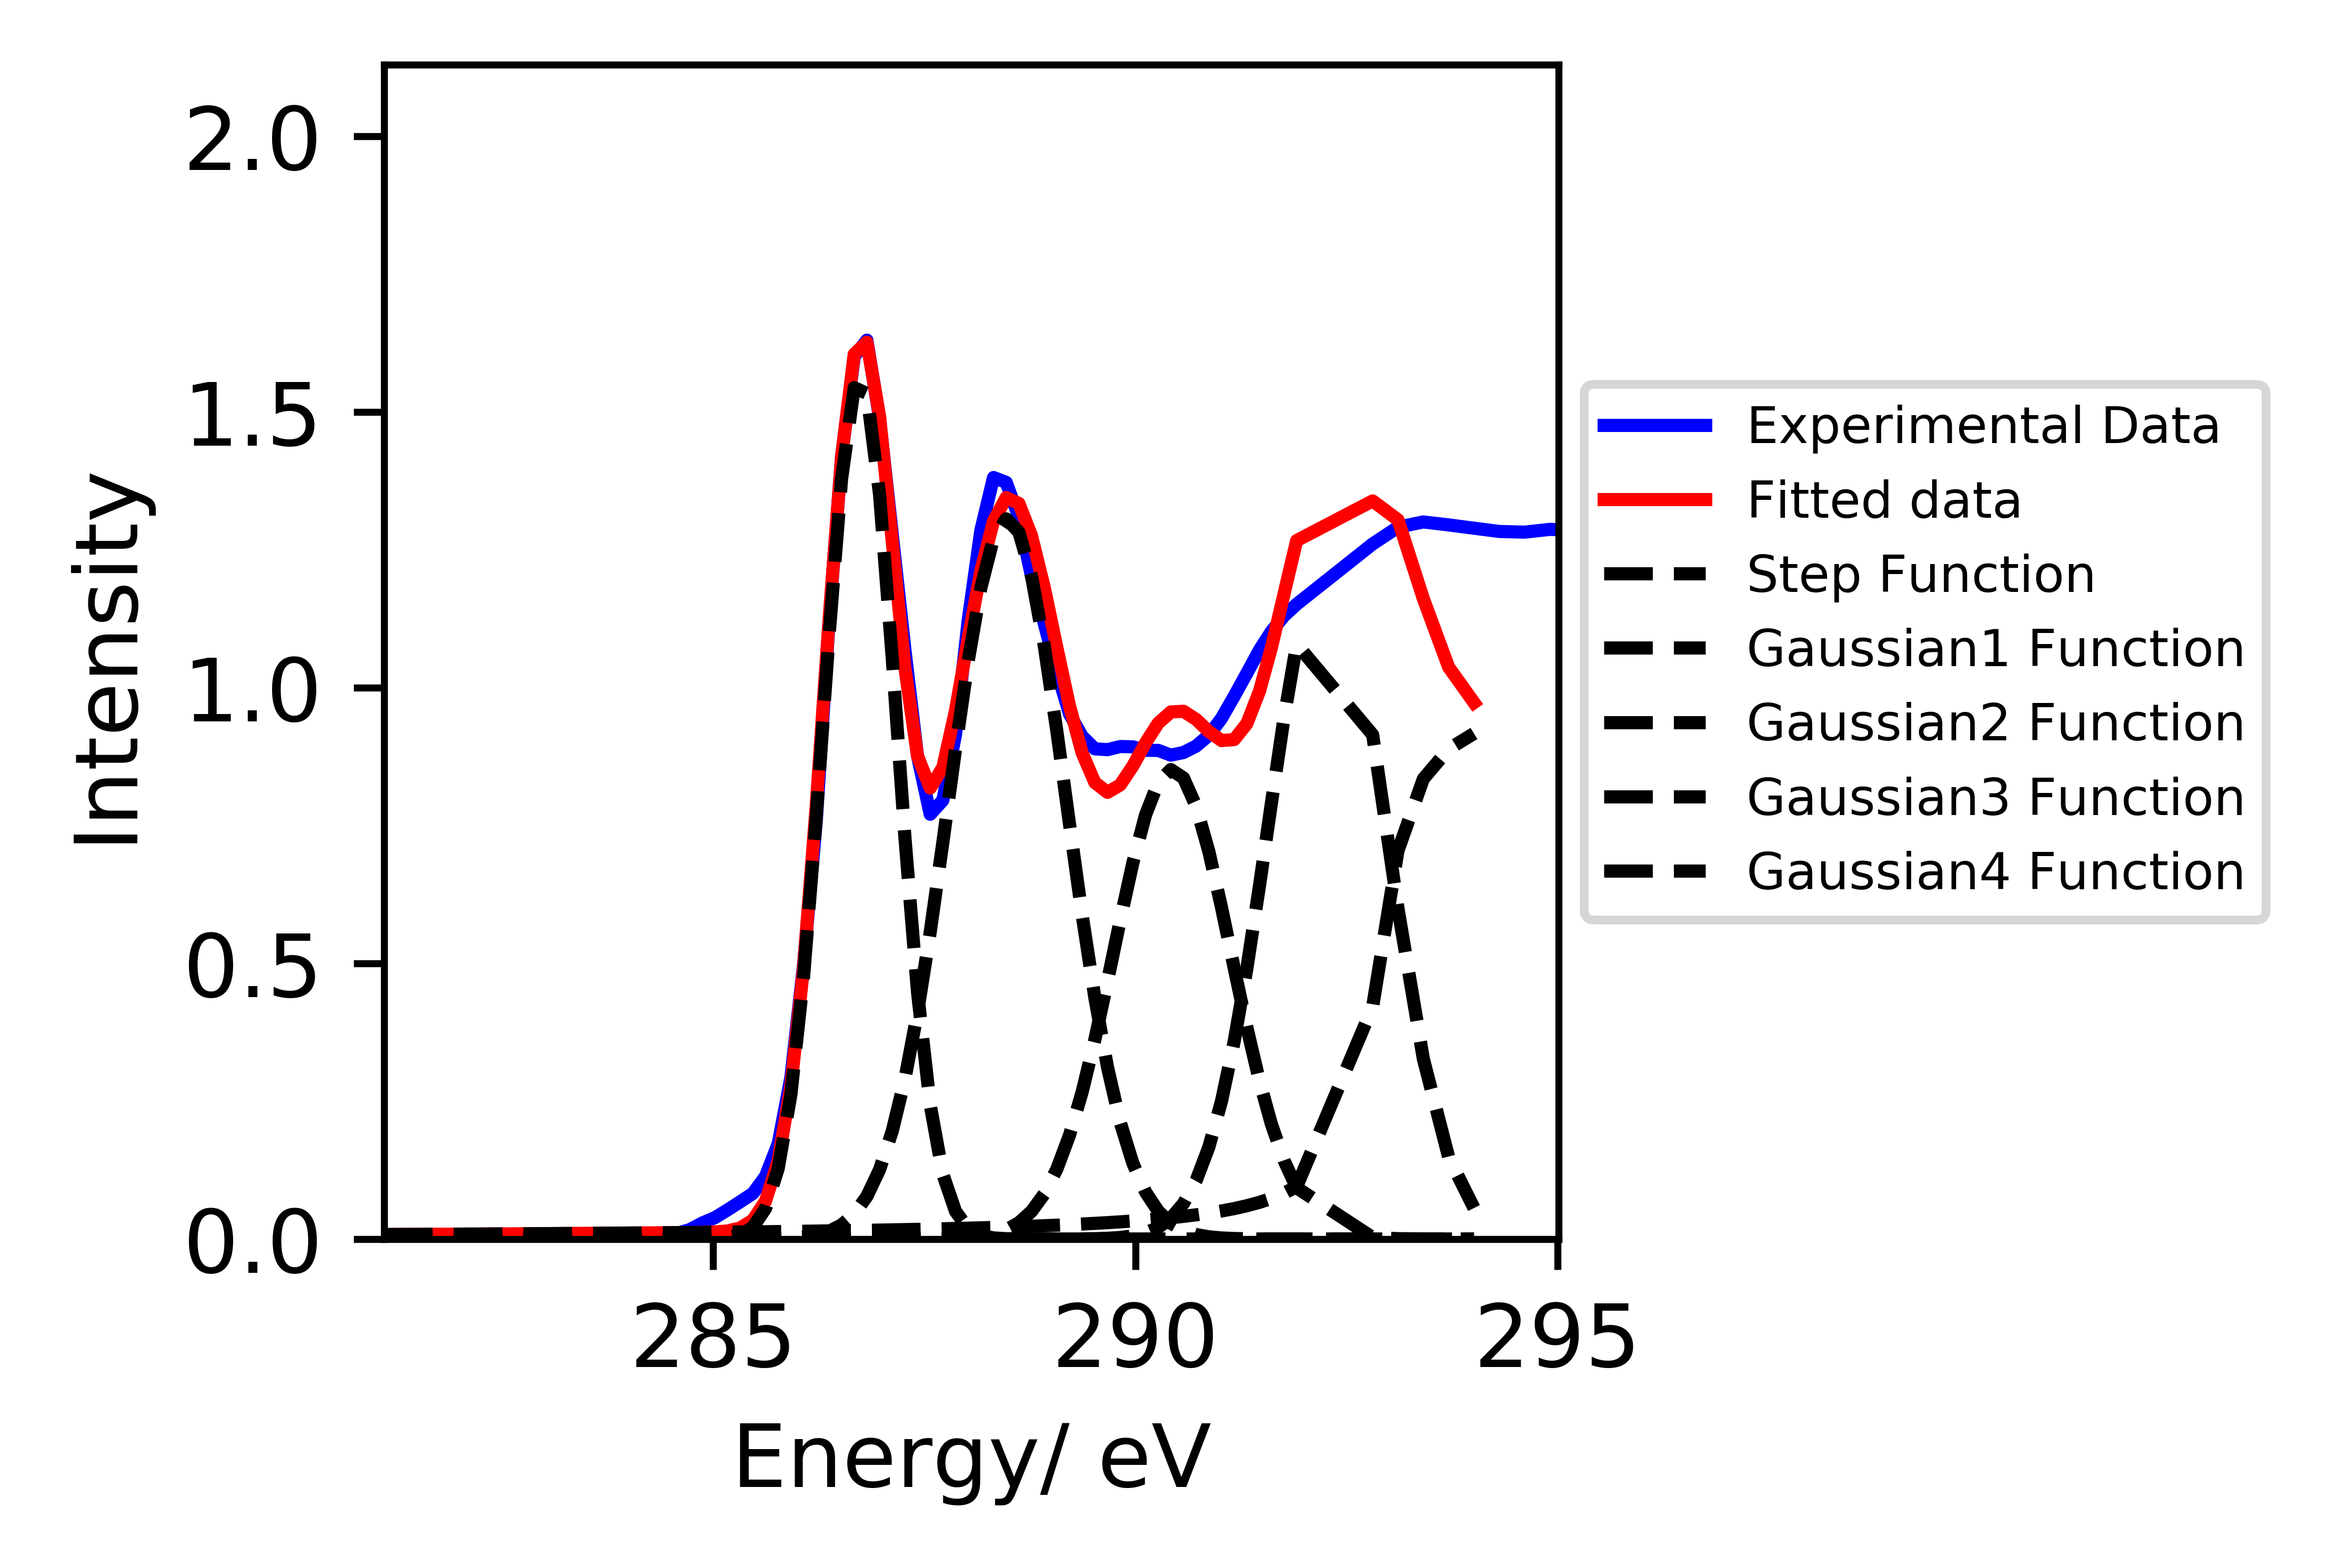 2.0
1.5
1.0
0.5
0.0
Intensity
285
290
295
Energy/ eV
Experimental Data
Fitted data
Step Function
Gaussian1 Function
Gaussian2 Function
Gaussian3 Function
Gaussian4 Function